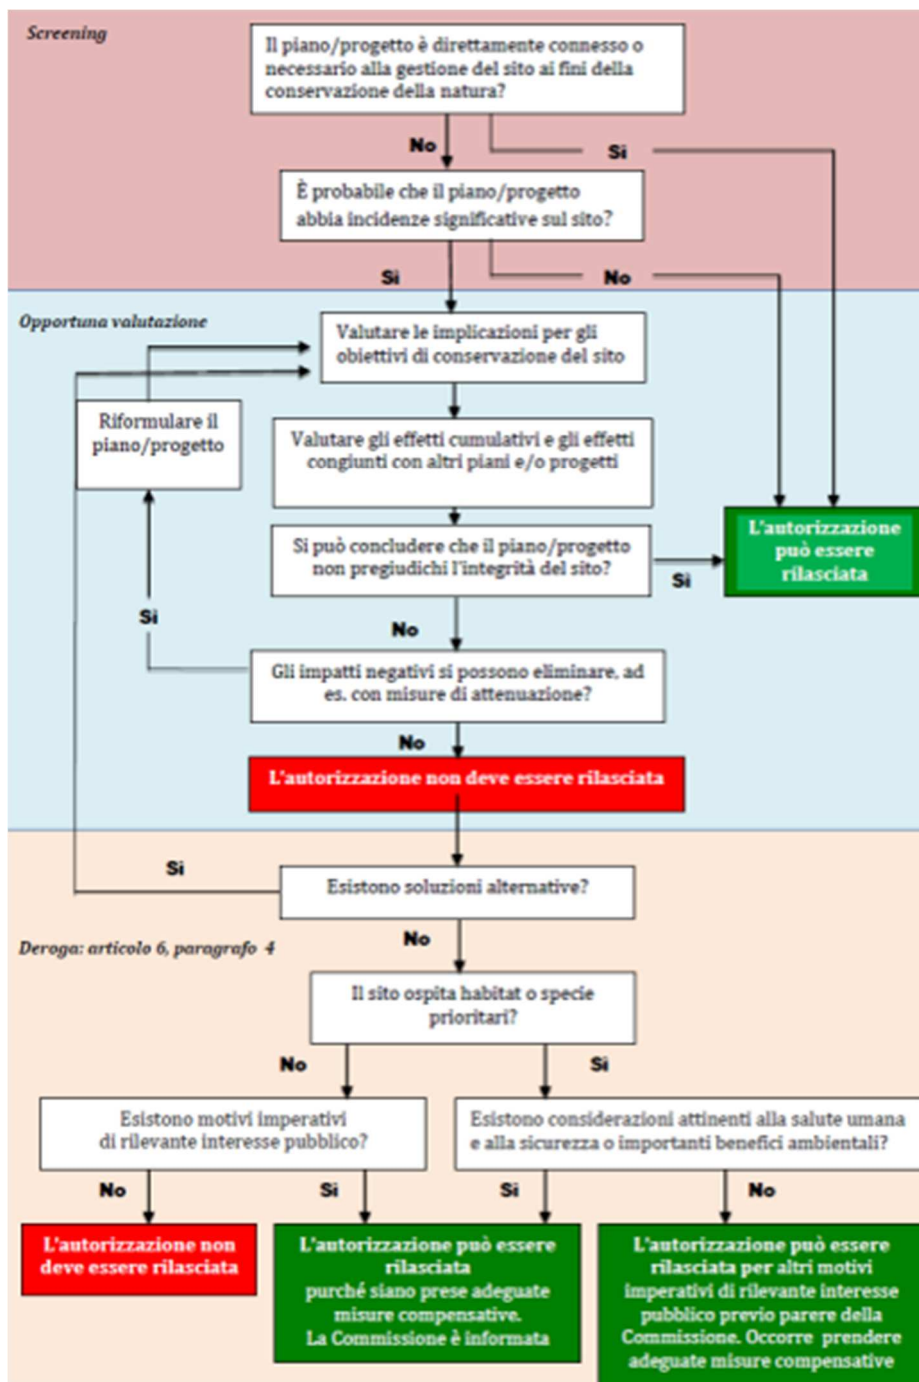 Screening
Il piano/progetto è direttamente connesso o
necessario alla gestione del sito ai fini della
conservazione della natura?
No
Sì
È probabile che il piano/progetto
abbia incidenze significative sul sito?
Sì
No
Opportuna valutazione
Valutare le implicazioni per gli
obiettivi di conservazione del sito
Riformulare il
piano/progetto
Valutare gli effetti cumulativi e gli effetti
congiunti con altri piani e/o progetti
L'autorizzazione
può essere
rilasciata
Si può concludere che il piano/progetto
non pregiudichi l'integrità del sito?
Sì
Sì
No
Gli impatti negativi si possono eliminare, ad
es. con misure di attenuazione?
No
L'autorizzazione non deve essere rilasciata
Sì
Esistono soluzioni alternative?
No
Deroga: articolo 6, paragrafo 4
Il sito ospita habitat o specie
prioritari?
No
Sì
Esistono motivi imperativi
di rilevante interesse pubblico?
Esistono considerazioni attinenti alla salute umana
e alla sicurezza o importanti benefici ambientali?
No
Sì
Sì
No
L'autorizzazione non
deve essere rilasciata
L'autorizzazione può essere
rilasciata
purché siano prese adeguate
misure compensative.
La Commissione è informata
L'autorizzazione può essere
rilasciata per altri motivi
imperativi di rilevante interesse
pubblico previo parere della
Commissione. Occorre prendere
adeguate misure compensative